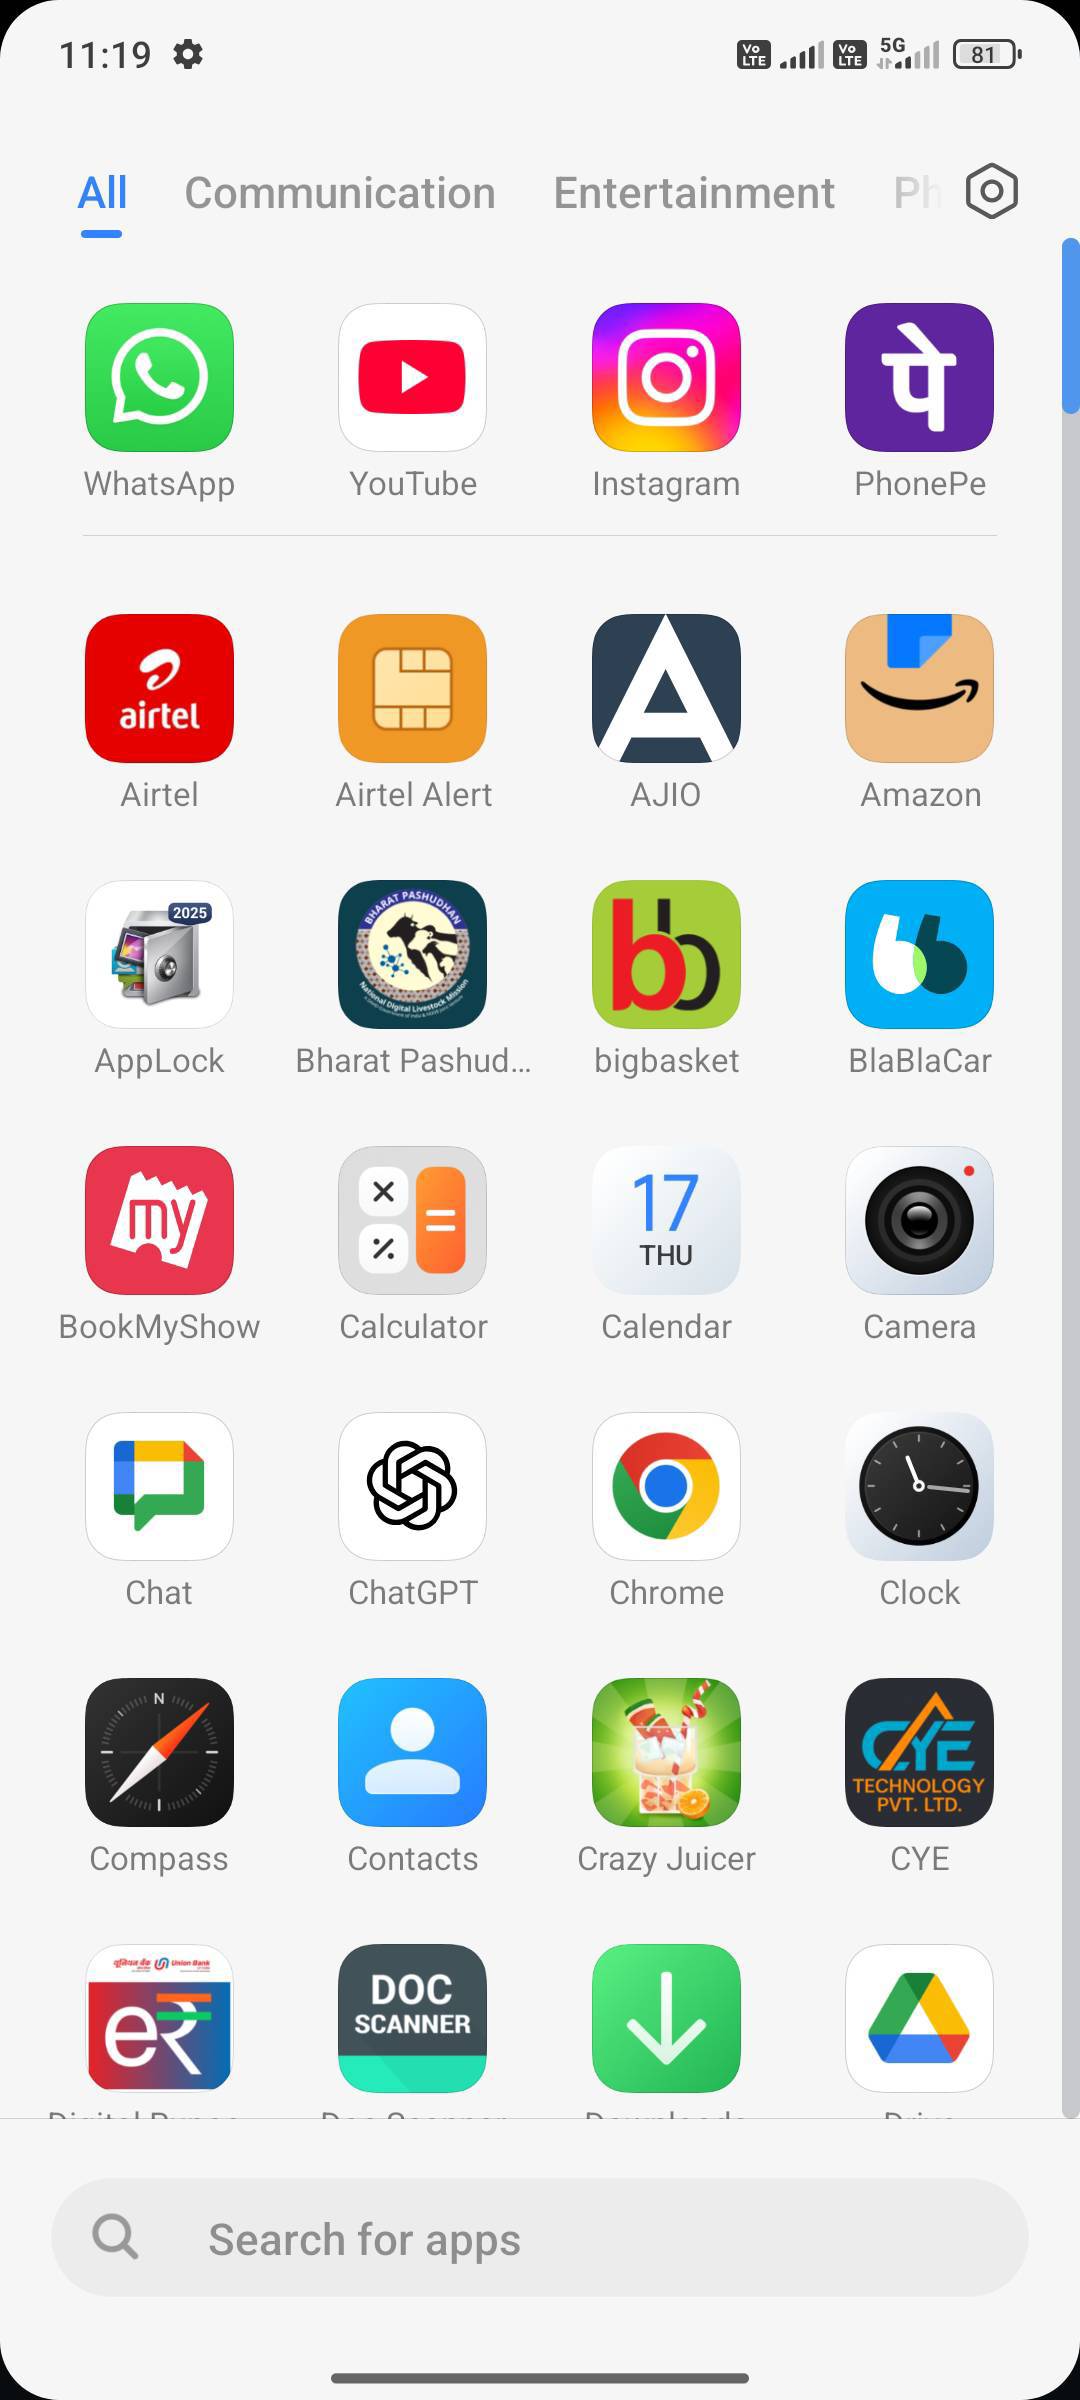 11:19 Vo LTE Vo LTE 5G 81
All Communication Entertainment Ph
पे
WhatsApp YouTube Instagram PhonePe
airtel
Airtel Airtel Alert AJIO Amazon
2025
BHARAT PASHUDHAN
National Digital Livestock Mission
bb
AppLock Bharat Pashud... bigbasket BlaBlaCar
my
17
THU
BookMyShow Calculator Calendar Camera
Chat ChatGPT Chrome Clock
N
CYE
TECHNOLOGY
PVT. LTD.
Compass Contacts Crazy Juicer CYE
यूनियन बैंक Union Bank
e₹
DOC
SCANNER
Search for apps